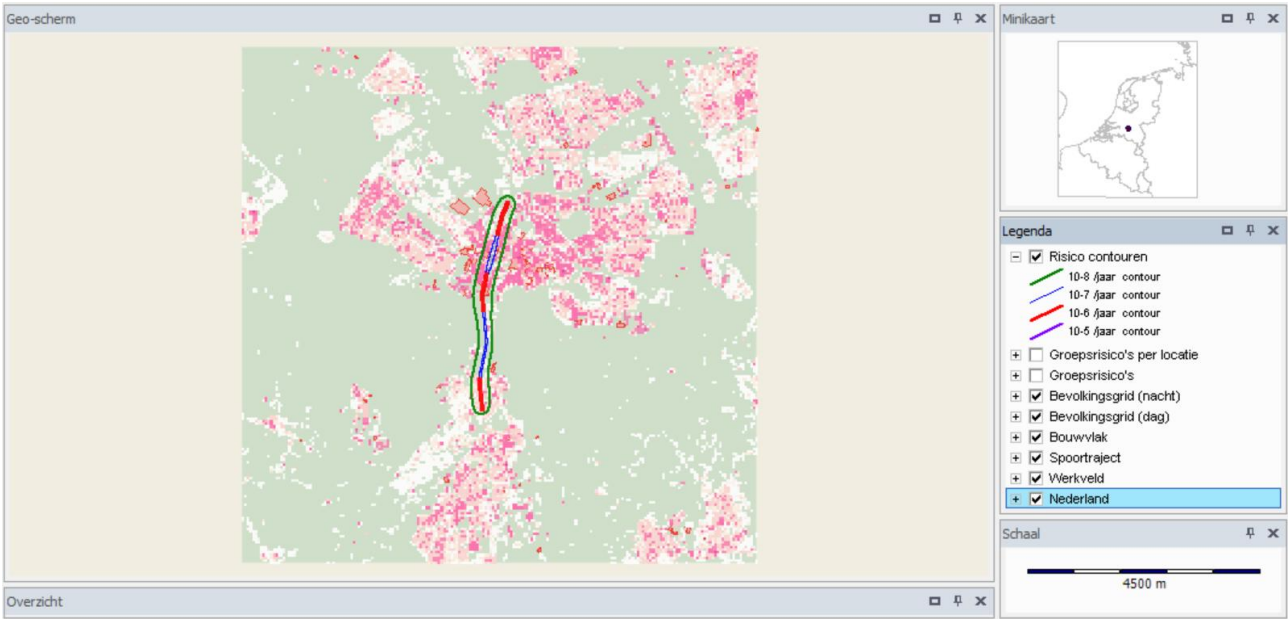 Geo-scherm
Minikaart
Legenda
Risico contouren
10-8 /jaar contour
10-7 /jaar contour
10-6 /jaar contour
10-5 /jaar contour
Groepsrisico's per locatie
Groepsrisico's
Bevolkingsgrid (nacht)
Bevolkingsgrid (dag)
Bouwvlak
Spoortraject
Werkveld
Nederland
Schaal
4500 m
Overzicht